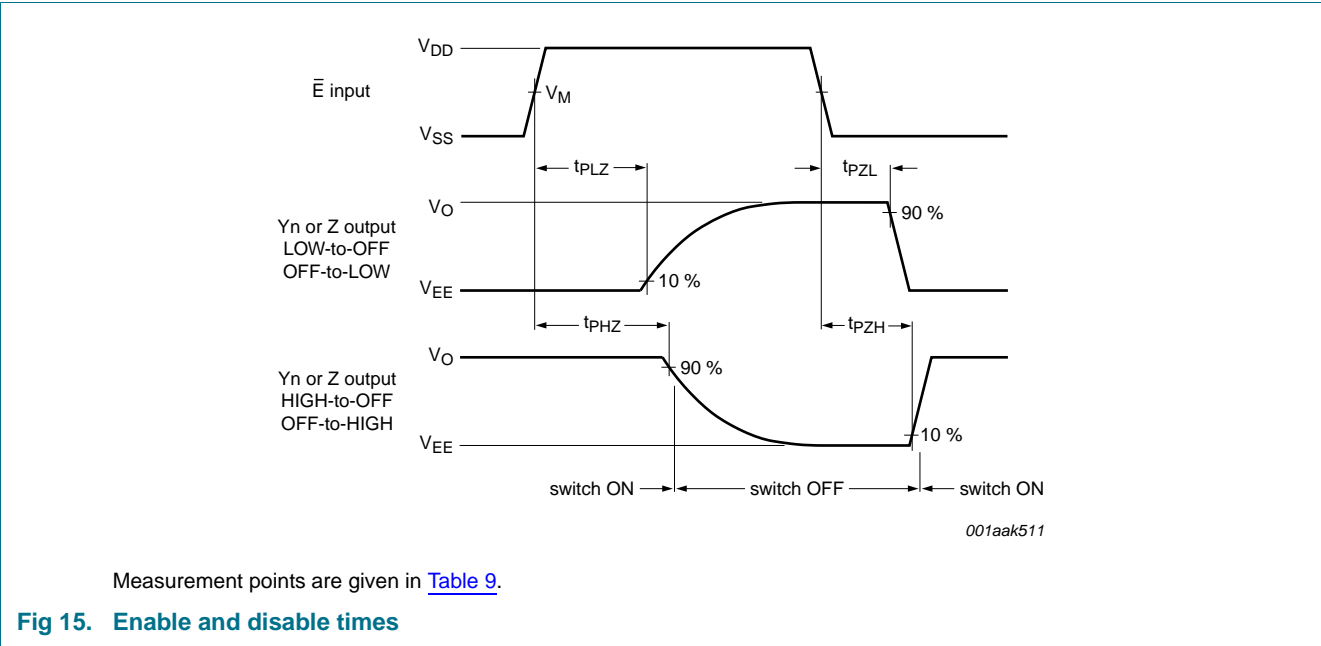 VDD
E̅ input
VM
VSS
tPLZ
tPZL
VO
90 %
Yn or Z output
LOW-to-OFF
OFF-to-LOW
10 %
VEE
tPHZ
tPZH
VO
90 %
Yn or Z output
HIGH-to-OFF
OFF-to-HIGH
10 %
VEE
switch ON
switch OFF
switch ON
001aak511
Measurement points are given in Table 9.
Fig 15. Enable and disable times